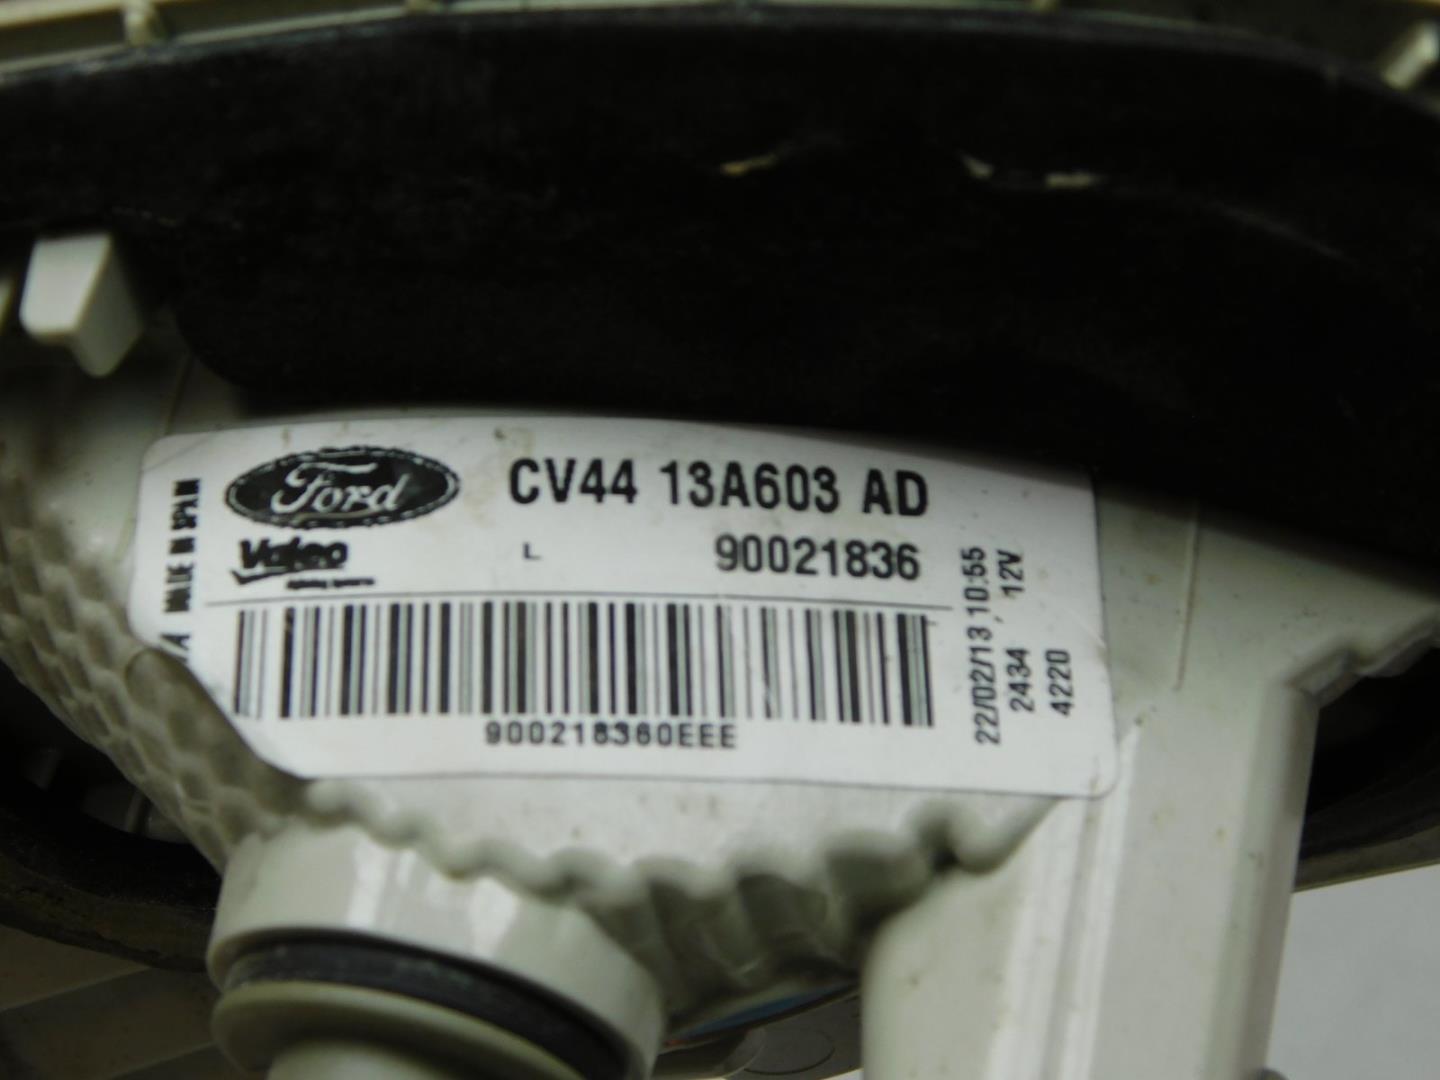 Ford
CV44 13A603 AD
Valeo
L
90021836
900218360EEE
MADE IN SPAIN
22/02/13 10:55
2434 12V
4220